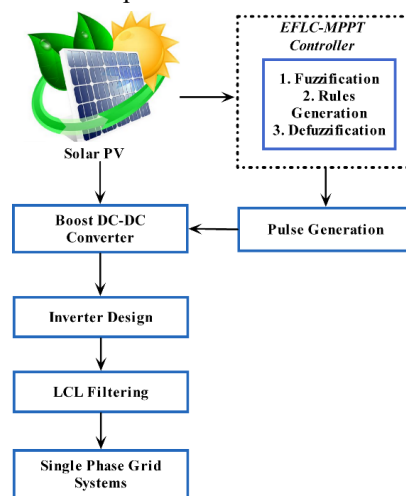 EFLC-MPPT
Controller
1. Fuzzification
2. Rules
Generation
3. Defuzzification
Solar PV
Boost DC-DC
Converter
Pulse Generation
Inverter Design
LCL Filtering
Single Phase Grid
Systems